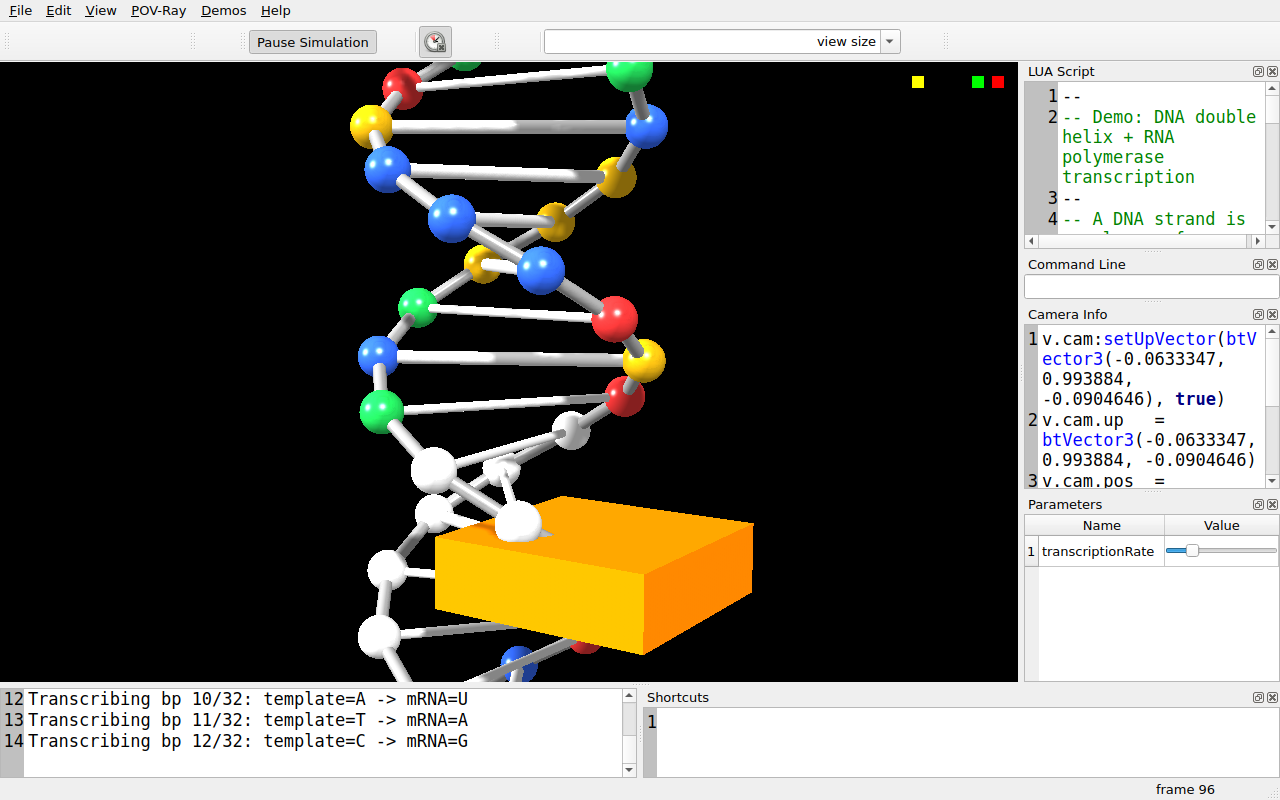 File Edit View POV-Ray Demos Help
Pause Simulation
view size
LUA Script
1 --
2 -- Demo: DNA double
helix + RNA
polymerase
transcription
3 --
4 -- A DNA strand is
Command Line
Camera Info
1 v.cam:setUpVector(btV
ector3(-0.0633347,
0.993884,
-0.0904646), true)
2 v.cam.up =
btVector3(-0.0633347,
0.993884, -0.0904646)
3 v.cam.pos =
Parameters
Name Value
1 transcriptionRate
12 Transcribing bp 10/32: template=A -> mRNA=U
13 Transcribing bp 11/32: template=T -> mRNA=A
14 Transcribing bp 12/32: template=C -> mRNA=G
Shortcuts
1
frame 96